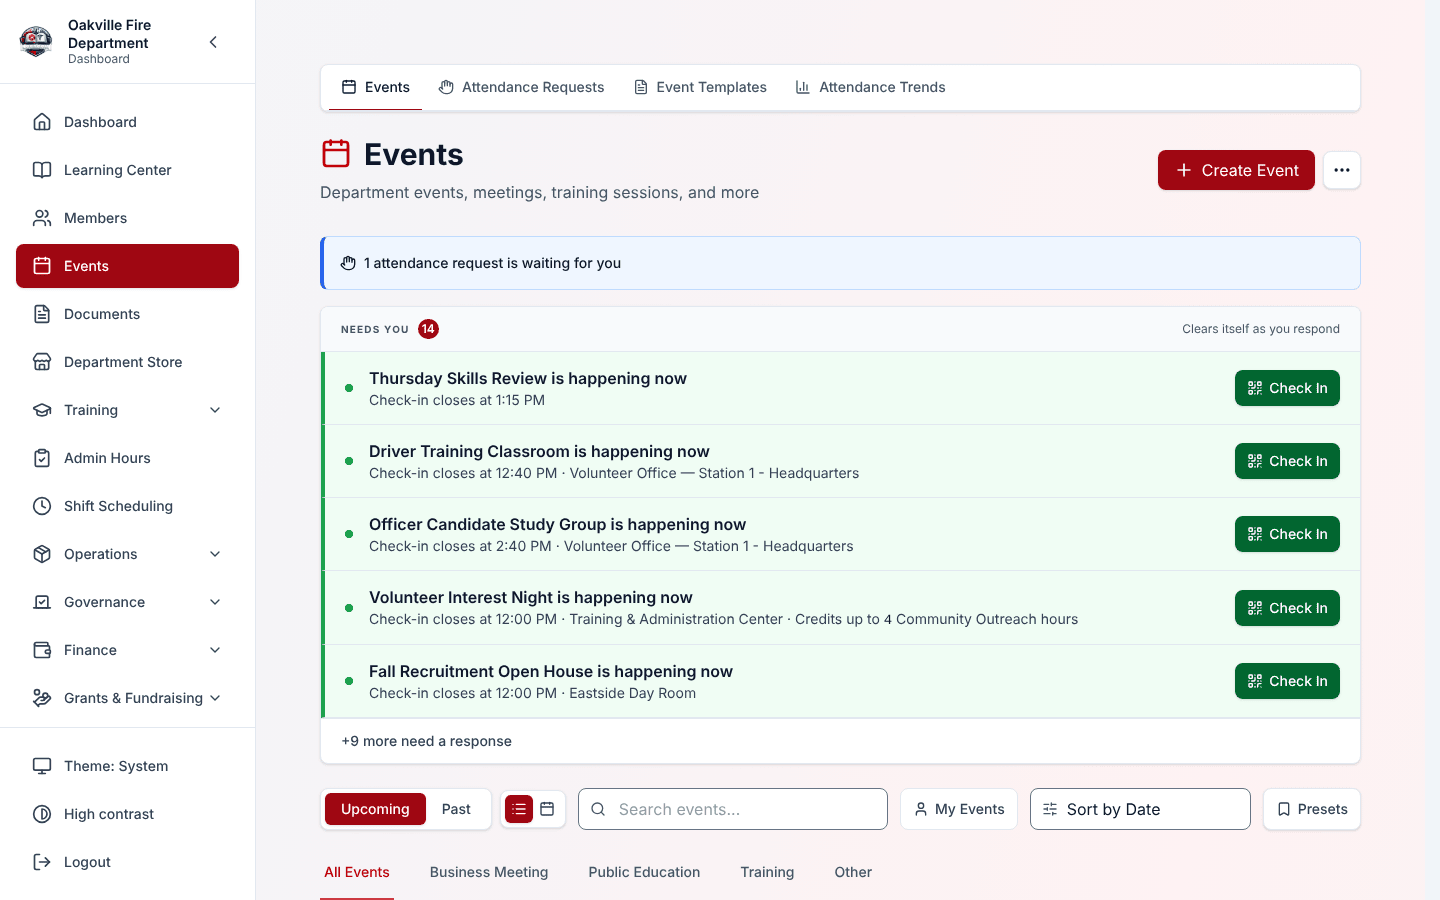 Oakville Fire
Department
Dashboard
Dashboard
Learning Center
Members
Events
Documents
Department Store
Training
Admin Hours
Shift Scheduling
Operations
Governance
Finance
Grants & Fundraising
Theme: System
High contrast
Logout
Events
Attendance Requests
Event Templates
Attendance Trends
Events
Department events, meetings, training sessions, and more
Create Event
1 attendance request is waiting for you
NEEDS YOU 14
Clears itself as you respond
Thursday Skills Review is happening now
Check-in closes at 1:15 PM
Check In
Driver Training Classroom is happening now
Check-in closes at 12:40 PM · Volunteer Office — Station 1 - Headquarters
Check In
Officer Candidate Study Group is happening now
Check-in closes at 2:40 PM · Volunteer Office — Station 1 - Headquarters
Check In
Volunteer Interest Night is happening now
Check-in closes at 12:00 PM · Training & Administration Center · Credits up to 4 Community Outreach hours
Check In
Fall Recruitment Open House is happening now
Check-in closes at 12:00 PM · Eastside Day Room
Check In
+9 more need a response
Upcoming
Past
Search events...
My Events
Sort by Date
Presets
All Events
Business Meeting
Public Education
Training
Other